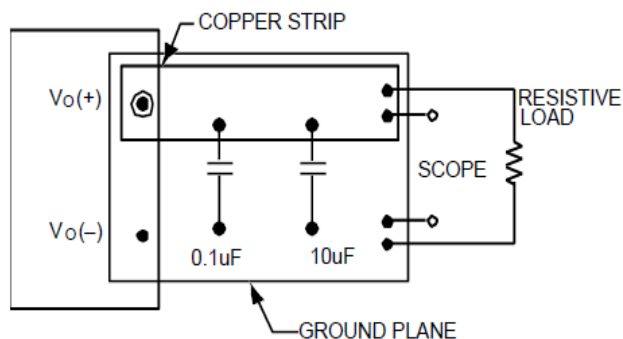 COPPER STRIP
VO(+)
RESISTIVE
LOAD
SCOPE
VO(–)
0.1uF
10uF
GROUND PLANE